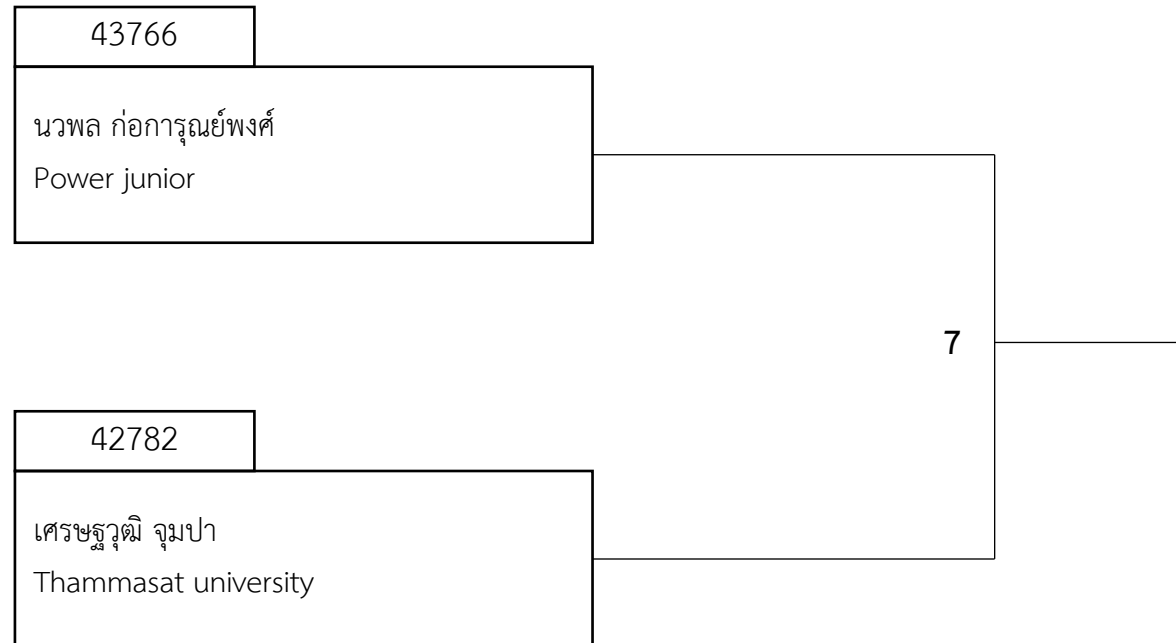 43766
นวพล ก่อการุณย์พงศ์
Power junior
7
42782
เศรษฐวุฒิ จุมปา
Thammasat university